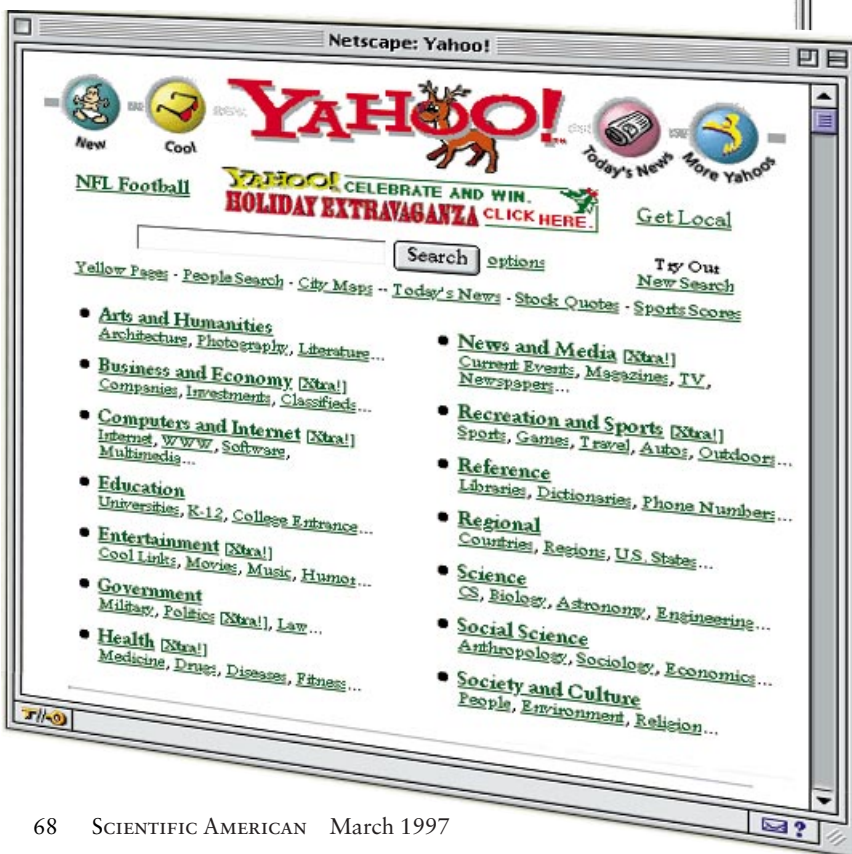 Netscape: Yahoo!
New
Cool
YAHOO!
Today's News
More Yahoos
NFL Football
YAHOO! CELEBRATE AND WIN.
HOLIDAY EXTRAVAGANZA CLICK HERE.
Get Local
Search options
Try Our
New Search
Yellow Pages - People Search - City Maps -- Today's News - Stock Quotes - Sports Scores
• Arts and Humanities
Architecture, Photography, Literature...
• Business and Economy [Xtra!]
Companies, Investments, Classifieds...
• Computers and Internet [Xtra!]
Internet, WWW, Software,
Multimedia...
• Education
Universities, K-12, College Entrance...
• Entertainment [Xtra!]
Cool Links, Movies, Music, Humor...
• Government
Military, Politics [Xtra!], Law...
• Health [Xtra!]
Medicine, Drugs, Diseases, Fitness...
• News and Media [Xtra!]
Current Events, Magazines, TV,
Newspapers...
• Recreation and Sports [Xtra!]
Sports, Games, Travel, Autos, Outdoors...
• Reference
Libraries, Dictionaries, Phone Numbers...
• Regional
Countries, Regions, U.S. States...
• Science
CS, Biology, Astronomy, Engineering...
• Social Science
Anthropology, Sociology, Economics...
• Society and Culture
People, Environment, Religion...
?
68 SCIENTIFIC AMERICAN March 1997